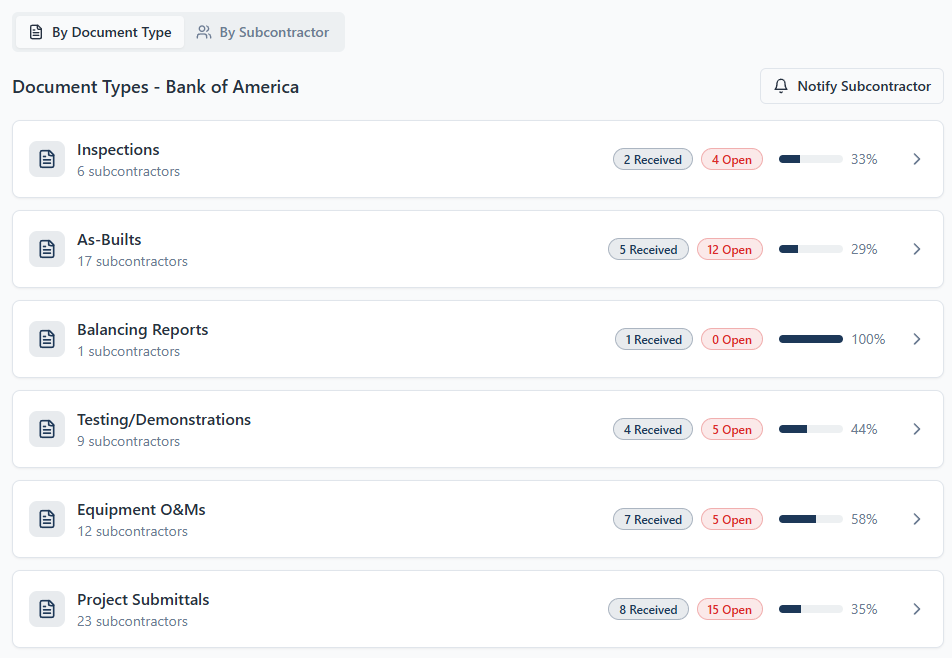 By Document Type
By Subcontractor
Document Types - Bank of America
Notify Subcontractor
Inspections
6 subcontractors
2 Received
4 Open
33%
As-Builts
17 subcontractors
5 Received
12 Open
29%
Balancing Reports
1 subcontractors
1 Received
0 Open
100%
Testing/Demonstrations
9 subcontractors
4 Received
5 Open
44%
Equipment O&Ms
12 subcontractors
7 Received
5 Open
58%
Project Submittals
23 subcontractors
8 Received
15 Open
35%